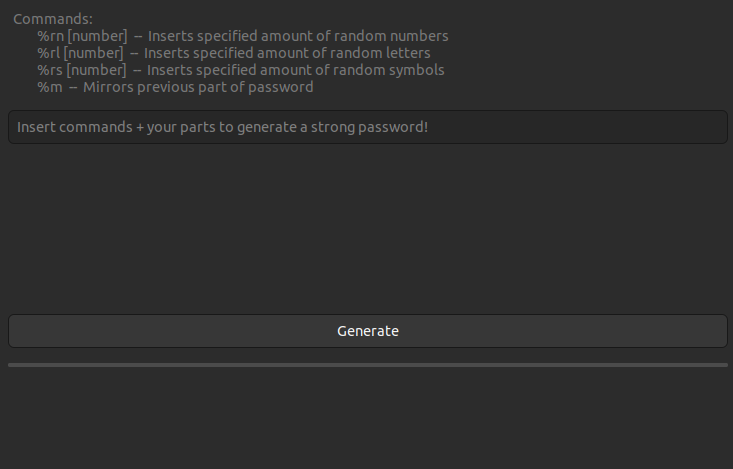 Commands:
%rn [number] – Inserts specified amount of random numbers
%rl [number] – Inserts specified amount of random letters
%rs [number] – Inserts specified amount of random symbols
%m – Mirrors previous part of password
Insert commands + your parts to generate a strong password!
Generate